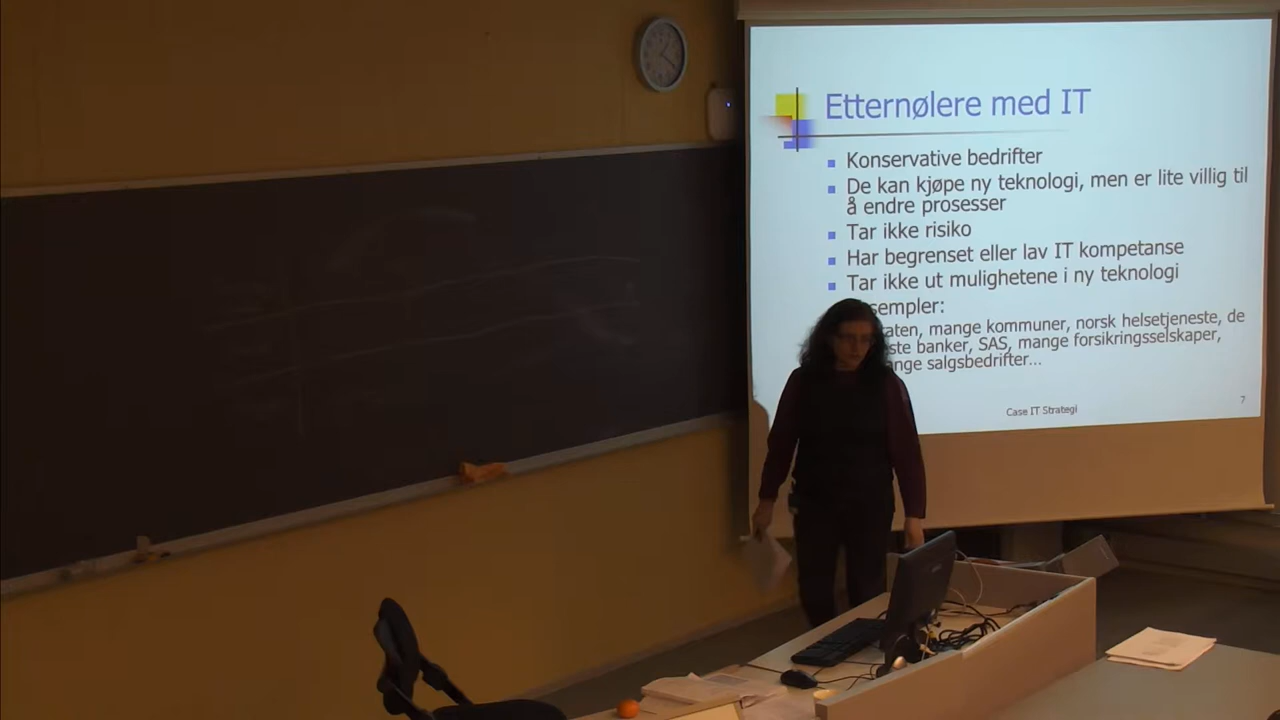 Etternølere med IT
Konservative bedrifter
De kan kjøpe ny teknologi, men er lite villig til
å endre prosesser
Tar ikke risiko
Har begrenset eller lav IT kompetanse
Tar ikke ut mulighetene i ny teknologi
sempler:
aten, mange kommuner, norsk helsetjeneste, de
ste banker, SAS, mange forsikringsselskaper,
nge salgsbedrifter...
Case IT Strategi
7